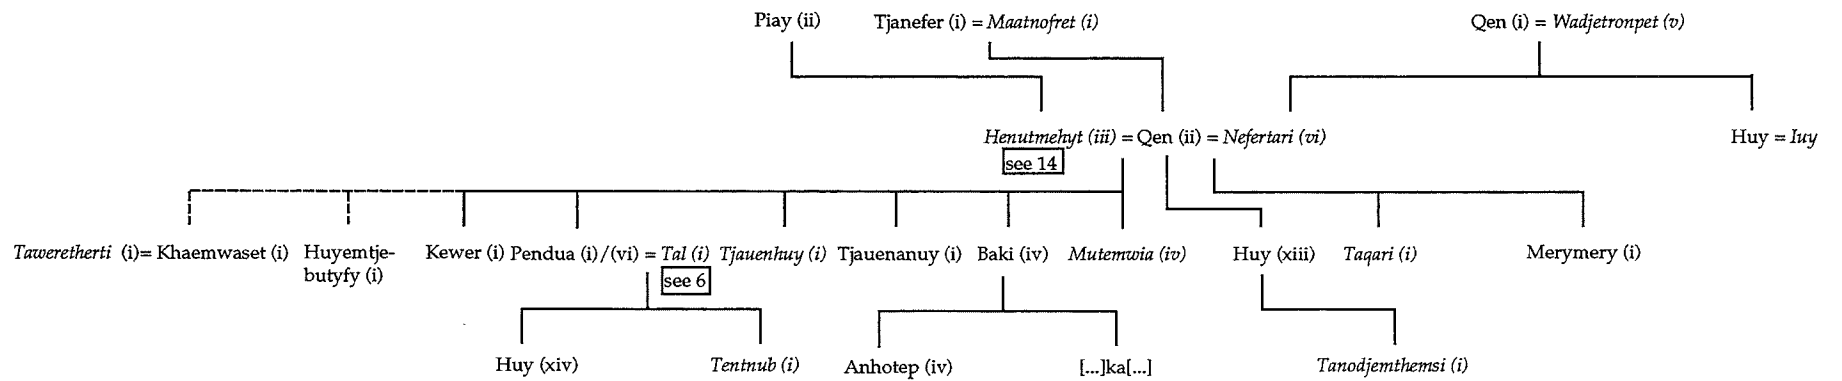 Piay (ii) Tjanefer (i) = Maatnofret (i) Qen (i) = Wadjetronpet (v)
Henutmehyt (iii) = Qen (ii) = Nefertari (vi) Huy = Iuy
see 14
Taweretherti (i)= Khaemwaset (i) Huyemtje- Kewer (i) Pendua (i)/(vi) = Tal (i) Tjauenhuy (i) Tjauenanuy (i) Baki (iv) Mutemwia (iv) Huy (xiii) Taqari (i) Merymery (i)
butyfy (i) see 6
Huy (xiv) Tentnub (i) Anhotep (iv) [...]ka[...] Tanodjemthemsi (i)